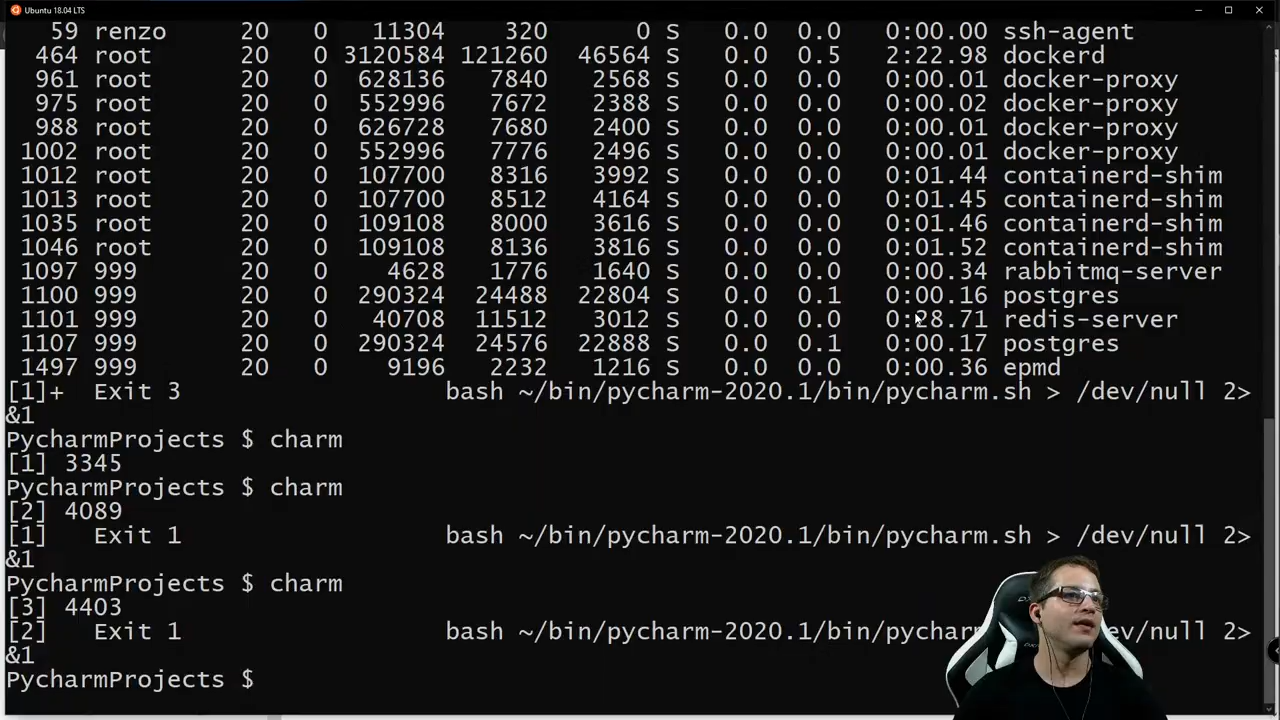 Ubuntu 18.04 LTS
59 renzo 20 0 11304 320 0 S 0.0 0.0 0:00.00 ssh-agent
464 root 20 0 3120584 121260 46564 S 0.0 0.5 2:22.98 dockerd
961 root 20 0 628136 7840 2568 S 0.0 0.0 0:00.01 docker-proxy
975 root 20 0 552996 7672 2388 S 0.0 0.0 0:00.02 docker-proxy
988 root 20 0 626728 7680 2400 S 0.0 0.0 0:00.01 docker-proxy
1002 root 20 0 552996 7776 2496 S 0.0 0.0 0:00.01 docker-proxy
1012 root 20 0 107700 8316 3992 S 0.0 0.0 0:01.44 containerd-shim
1013 root 20 0 107700 8512 4164 S 0.0 0.0 0:01.45 containerd-shim
1035 root 20 0 109108 8000 3616 S 0.0 0.0 0:01.46 containerd-shim
1046 root 20 0 109108 8136 3816 S 0.0 0.0 0:01.52 containerd-shim
1097 999 20 0 4628 1776 1640 S 0.0 0.0 0:00.34 rabbitmq-server
1100 999 20 0 290324 24488 22804 S 0.0 0.1 0:00.16 postgres
1101 999 20 0 40708 11512 3012 S 0.0 0.0 0:28.71 redis-server
1107 999 20 0 290324 24576 22888 S 0.0 0.1 0:00.17 postgres
1497 999 20 0 9196 2232 1216 S 0.0 0.0 0:00.36 epmd
[1]+ Exit 3 bash ~/bin/pycharm-2020.1/bin/pycharm.sh > /dev/null 2>
&1
PycharmProjects $ charm
[1] 3345
PycharmProjects $ charm
[2] 4089
[1] Exit 1 bash ~/bin/pycharm-2020.1/bin/pycharm.sh > /dev/null 2>
&1
PycharmProjects $ charm
[3] 4403
[2] Exit 1 bash ~/bin/pycharm-2020.1/bin/pycharm ev/null 2>
&1
PycharmProjects $